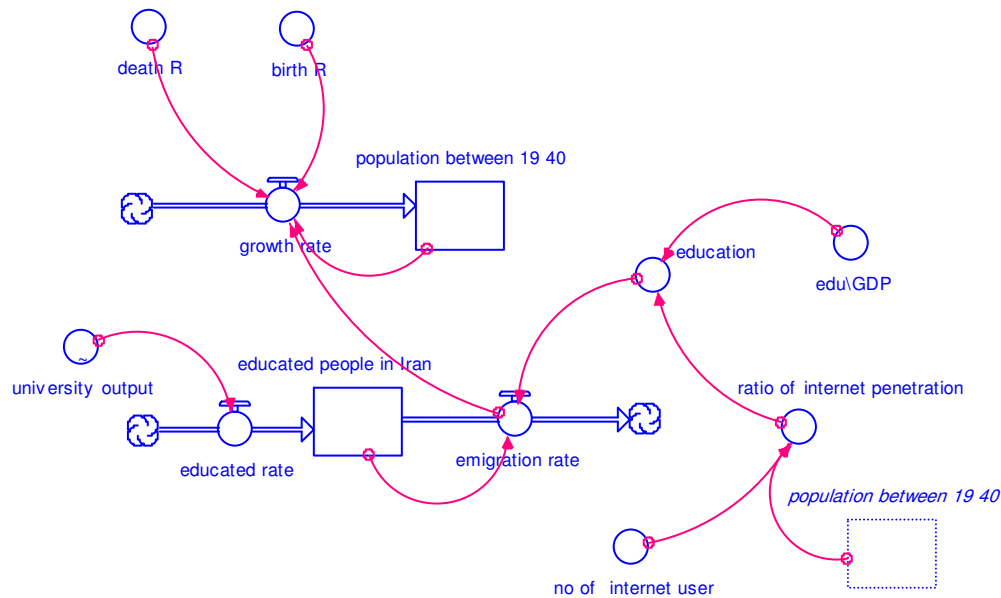 death R
birth R
population between 19 40
growth rate
education
edu\GDP
university output
~
educated people in Iran
ratio of internet penetration
educated rate
emigration rate
population between 19 40
no of internet user